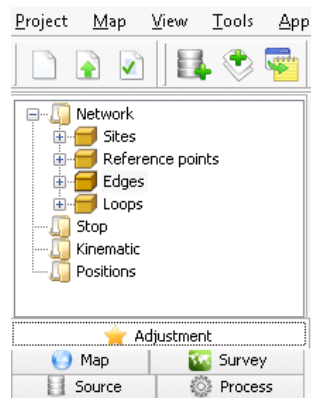 Project Map View Tools App
Network
Sites
Reference points
Edges
Loops
Stop
Kinematic
Positions
Adjustment
Map Survey
Source Process